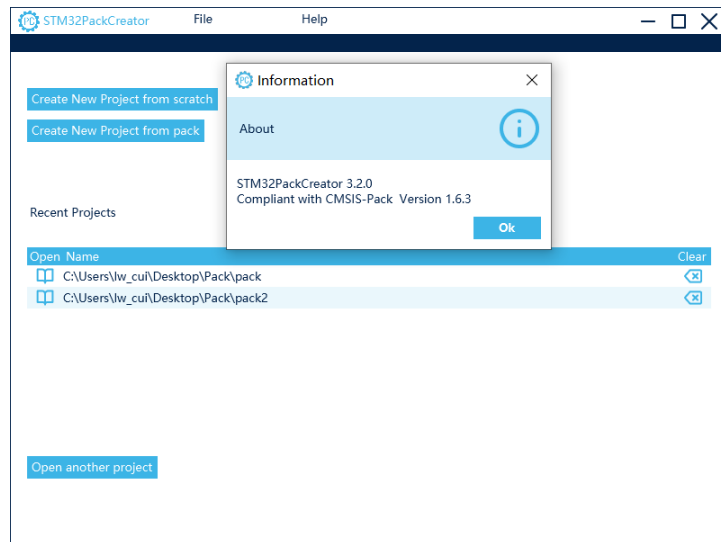 STM32PackCreator File Help
Information
Create New Project from scratch
About
Create New Project from pack
STM32PackCreator 3.2.0
Compliant with CMSIS-Pack Version 1.6.3
Recent Projects
Ok
Open Name Clear
C:\Users\lw_cui\Desktop\Pack\pack
C:\Users\lw_cui\Desktop\Pack\pack2
Open another project